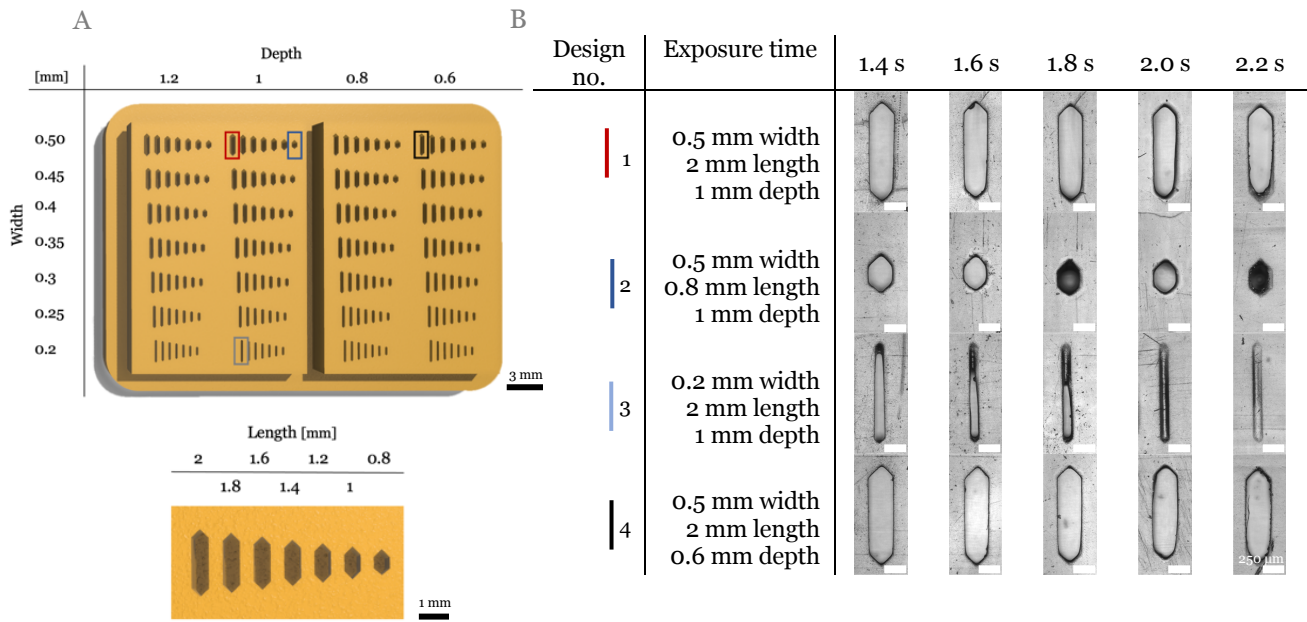 A
Depth
[mm]
1.2
1
0.8
0.6
Width
0.50
0.45
0.4
0.35
0.3
0.25
0.2
3 mm
Length [mm]
2
1.6
1.2
0.8
1.8
1.4
1
1 mm
B
Design no.
Exposure time
1.4 s
1.6 s
1.8 s
2.0 s
2.2 s
1
0.5 mm width
2 mm length
1 mm depth
2
0.5 mm width
0.8 mm length
1 mm depth
3
0.2 mm width
2 mm length
1 mm depth
4
0.5 mm width
2 mm length
0.6 mm depth
250 µm